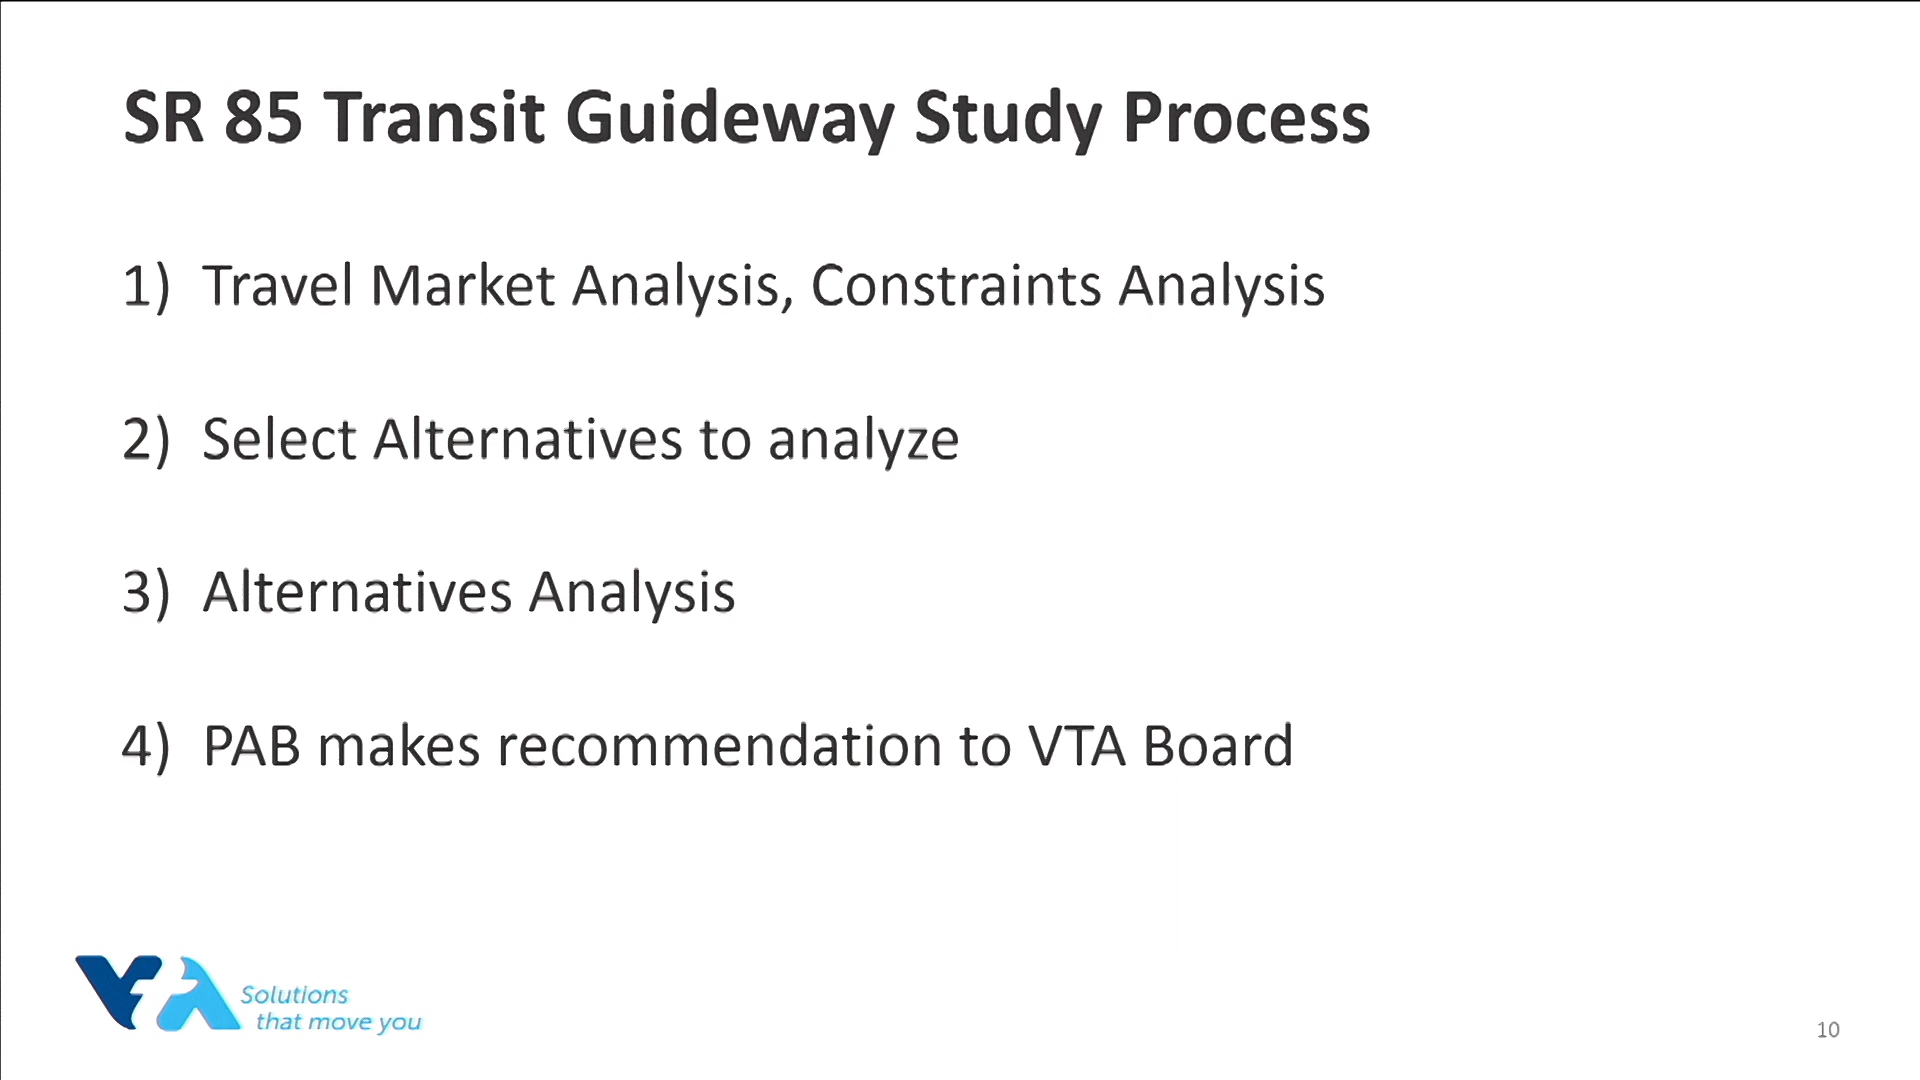 SR 85 Transit Guideway Study Process
1) Travel Market Analysis, Constraints Analysis
2) Select Alternatives to analyze
3) Alternatives Analysis
4) PAB makes recommendation to VTA Board
VTA Solutions
that move you
10